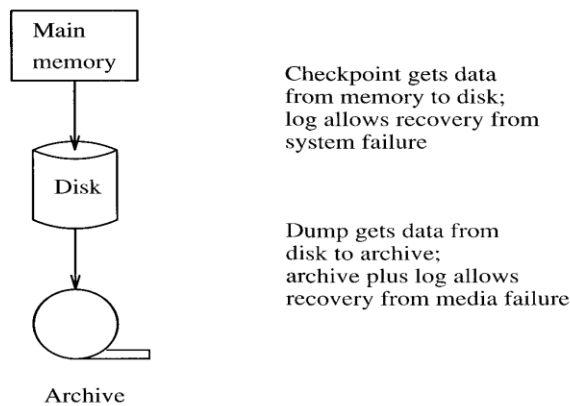 Main
memory
Checkpoint gets data
from memory to disk;
log allows recovery from
system failure
Disk
Dump gets data from
disk to archive;
archive plus log allows
recovery from media failure
Archive